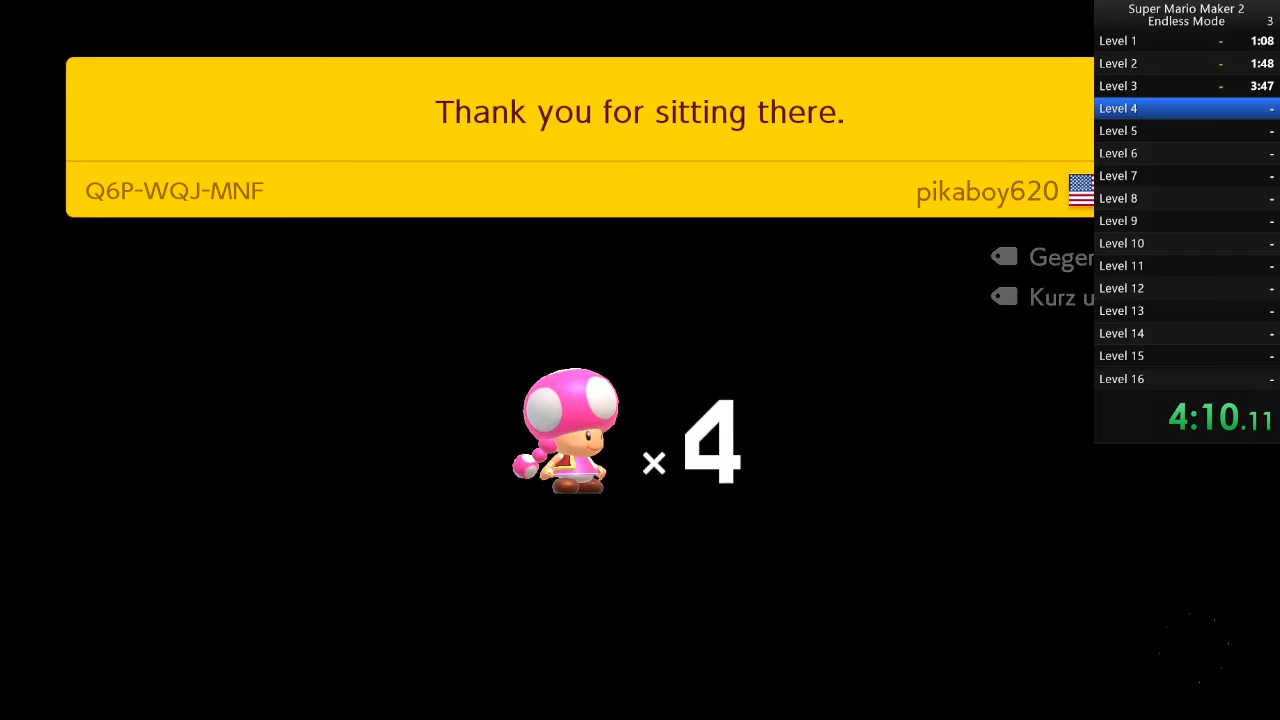 Thank you for sitting there.
Q6P-WQJ-MNF
pikaboy620
Gegen
Kurz u
× 4
Super Mario Maker 2
Endless Mode 3
Level 1 - 1:08
Level 2 - 1:48
Level 3 - 3:47
Level 4 -
Level 5 -
Level 6 -
Level 7 -
Level 8 -
Level 9 -
Level 10 -
Level 11 -
Level 12 -
Level 13 -
Level 14 -
Level 15 -
Level 16 -
4:10.11